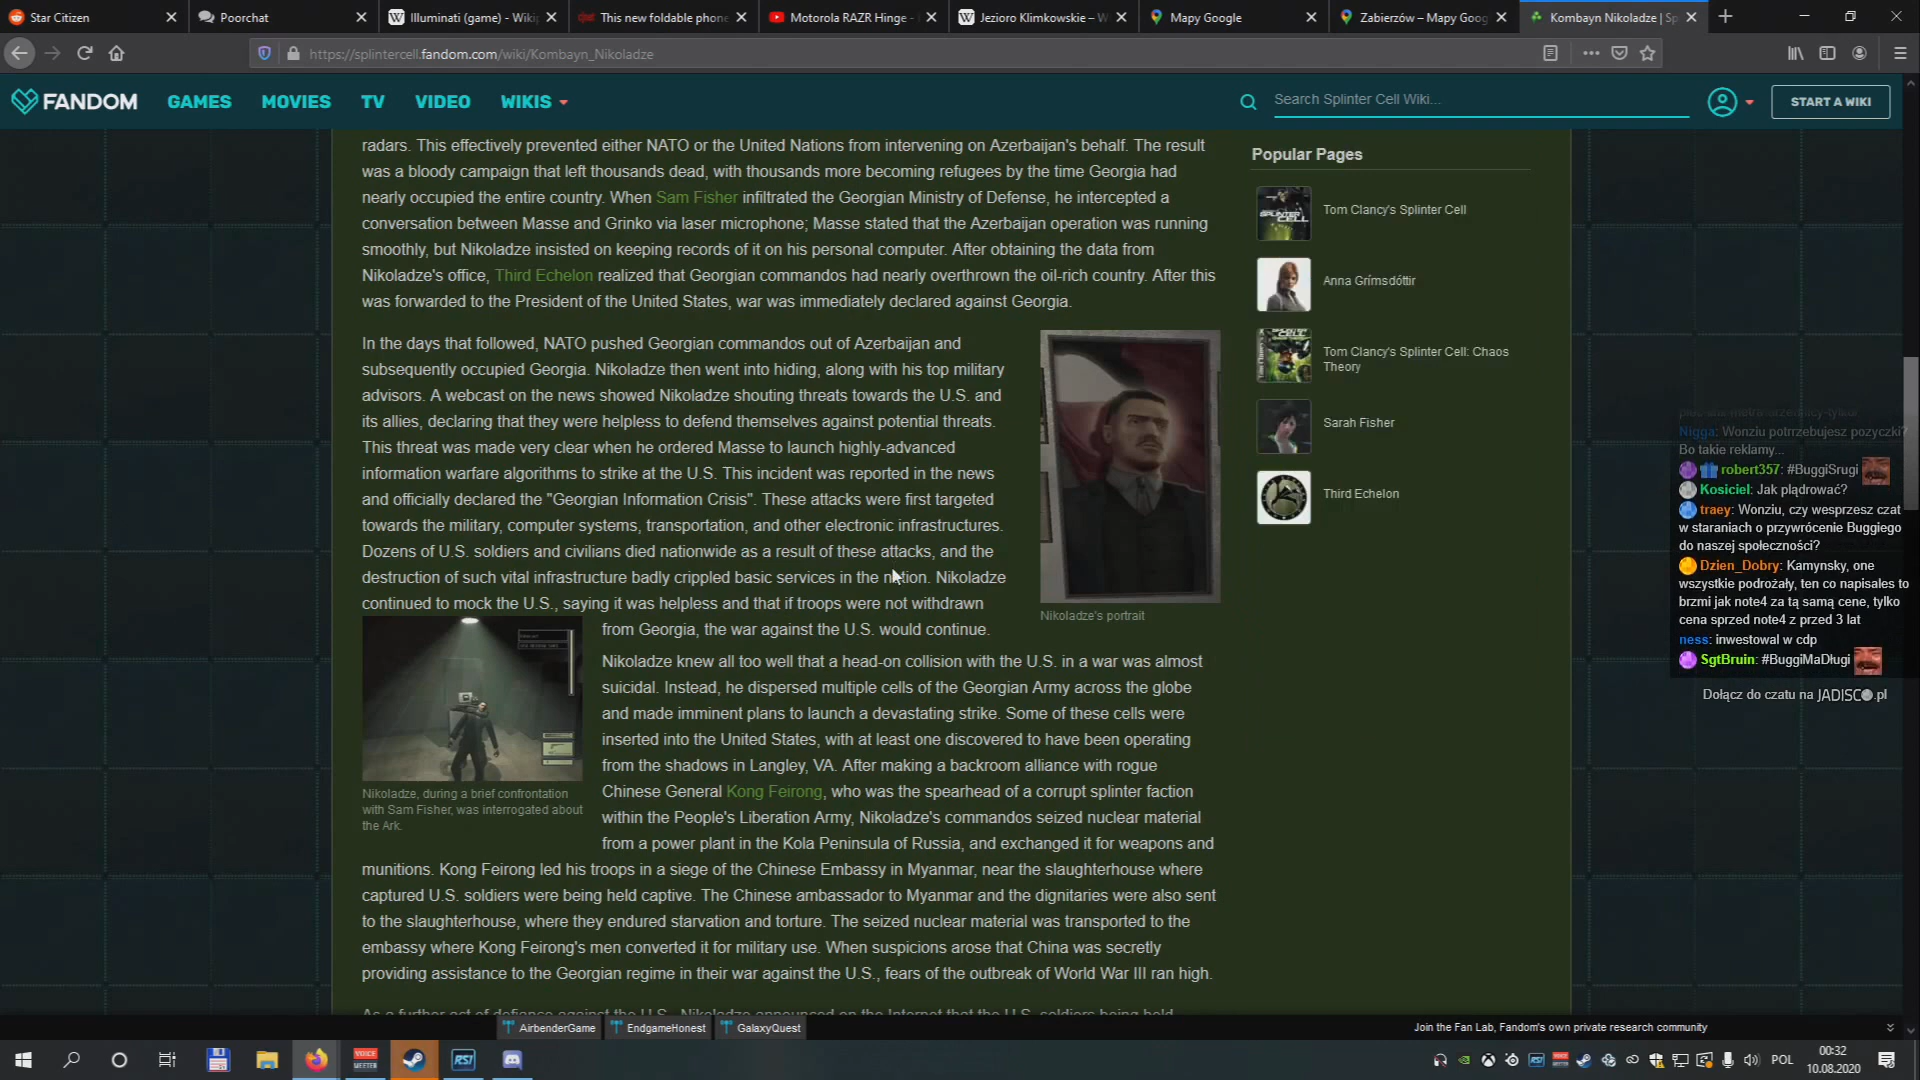 Star Citizen
Poorchat
Illuminati (game) – Wiki
This new foldable phone
Motorola RAZR Hinge -
Jezioro Klimkowskie – W
Mapy Google
Zabierzów – Mapy Goog
Kombayn Nikoladze | Sp
https://splintercell.fandom.com/wiki/Kombayn_Nikoladze
FANDOM GAMES MOVIES TV VIDEO WIKIS
Search Splinter Cell Wiki...
START A WIKI
radars. This effectively prevented either NATO or the United Nations from intervening on Azerbaijan's behalf. The result
was a bloody campaign that left thousands dead, with thousands more becoming refugees by the time Georgia had
nearly occupied the entire country. When Sam Fisher infiltrated the Georgian Ministry of Defense, he intercepted a
conversation between Masse and Grinko via laser microphone; Masse stated that the Azerbaijan operation was running
smoothly, but Nikoladze insisted on keeping records of it on his personal computer. After obtaining the data from
Nikoladze's office, Third Echelon realized that Georgian commandos had nearly overthrown the oil-rich country. After this
was forwarded to the President of the United States, war was immediately declared against Georgia.
In the days that followed, NATO pushed Georgian commandos out of Azerbaijan and
subsequently occupied Georgia. Nikoladze then went into hiding, along with his top military
advisors. A webcast on the news showed Nikoladze shouting threats towards the U.S. and
its allies, declaring that they were helpless to defend themselves against potential threats.
This threat was made very clear when he ordered Masse to launch highly-advanced
information warfare algorithms to strike at the U.S. This incident was reported in the news
and officially declared the "Georgian Information Crisis". These attacks were first targeted
towards the military, computer systems, transportation, and other electronic infrastructures.
Dozens of U.S. soldiers and civilians died nationwide as a result of these attacks, and the
destruction of such vital infrastructure badly crippled basic services in the nation. Nikoladze
continued to mock the U.S., saying it was helpless and that if troops were not withdrawn
from Georgia, the war against the U.S. would continue.
Nikoladze's portrait
Nikoladze, during a brief confrontation
with Sam Fisher, was interrogated about
the Ark.
Nikoladze knew all too well that a head-on collision with the U.S. in a war was almost
suicidal. Instead, he dispersed multiple cells of the Georgian Army across the globe
and made imminent plans to launch a devastating strike. Some of these cells were
inserted into the United States, with at least one discovered to have been operating
from the shadows in Langley, VA. After making a backroom alliance with rogue
Chinese General Kong Feirong, who was the spearhead of a corrupt splinter faction
within the People's Liberation Army, Nikoladze's commandos seized nuclear material
from a power plant in the Kola Peninsula of Russia, and exchanged it for weapons and
munitions. Kong Feirong led his troops in a siege of the Chinese Embassy in Myanmar, near the slaughterhouse where
captured U.S. soldiers were being held captive. The Chinese ambassador to Myanmar and the dignitaries were also sent
to the slaughterhouse, where they endured starvation and torture. The seized nuclear material was transported to the
embassy where Kong Feirong's men converted it for military use. When suspicions arose that China was secretly
providing assistance to the Georgian regime in their war against the U.S., fears of the outbreak of World War III ran high.
As a further act of defiance against the U.S., Nikoladze announced on the Internet that the U.S. soldiers being held
Popular Pages
SPLINTER CELL
Tom Clancy's Splinter Cell
Anna Grímsdóttir
Tom Clancy's Splinter Cell: Chaos
Theory
Sarah Fisher
Third Echelon
Nigga: Wonziu potrrzebujesz pozyczki?
Bo takie reklamy...
robert357: #BuggiSrugi
Kosiciel: Jak plądrować?
traey: Wonziu, czy wesprzesz czat
w staraniach o przywrócenie Buggiego
do naszej społeczności?
Dzien_Dobry: Kamynsky, one
wszystkie podrożały, ten co napisales to
brzmi jak note4 za tą samą cene, tylko
cena sprzed note4 z przed 3 lat
ness: inwestowal w cdp
SgtBruin: #BuggiMaDługi
Dołącz do czatu na JADISCO.pl
AirbenderGame
EndgameHonest
GalaxyQuest
Join the Fan Lab, Fandom's own private research community
VOICE
MEETER
RSI
POL
00:32
10.08.2020